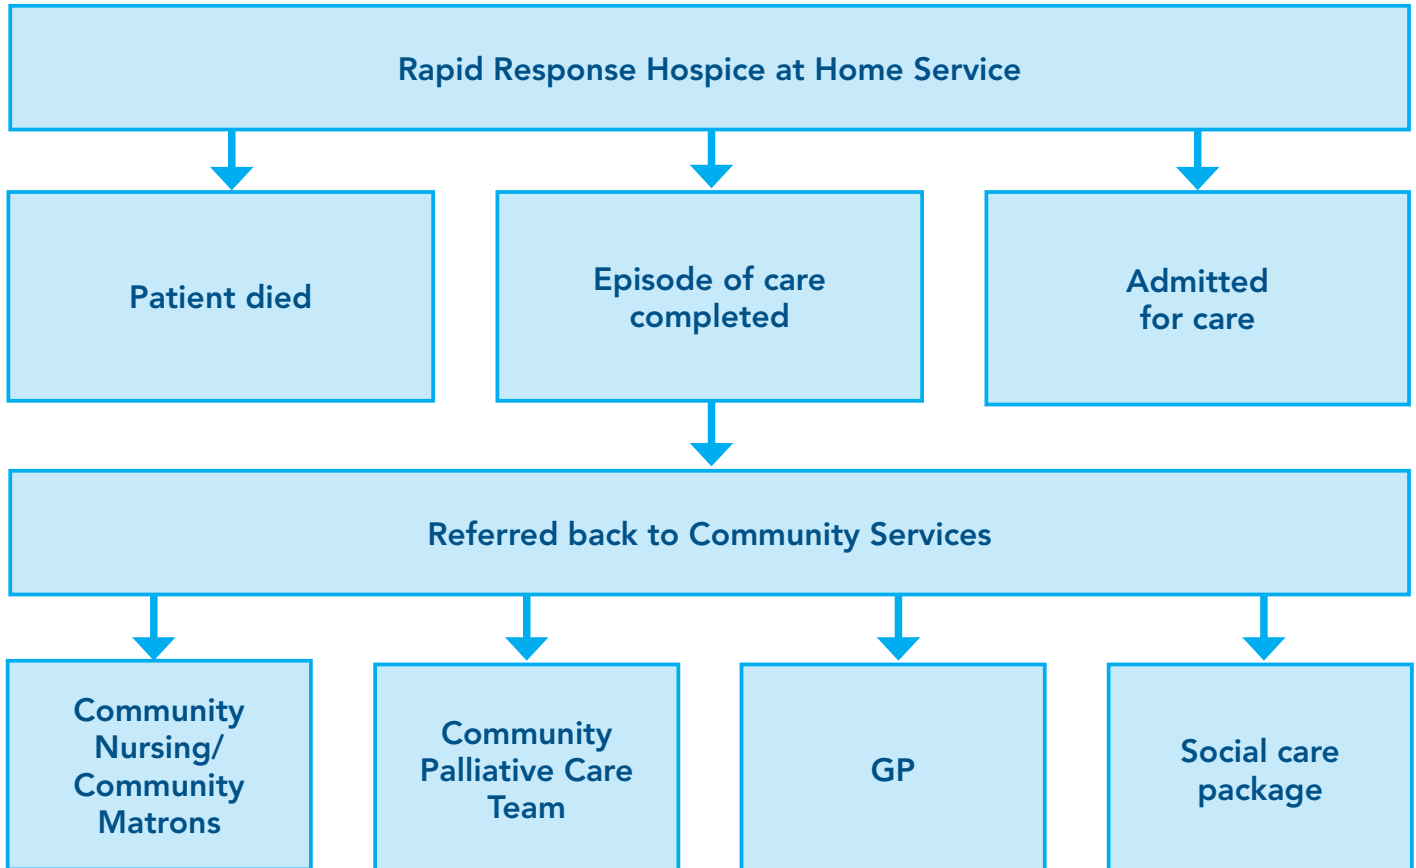 Rapid Response Hospice at Home Service
Patient died
Episode of care
completed
Admitted
for care
Referred back to Community Services
Community
Nursing/
Community
Matrons
Community
Palliative Care
Team
GP
Social care
package